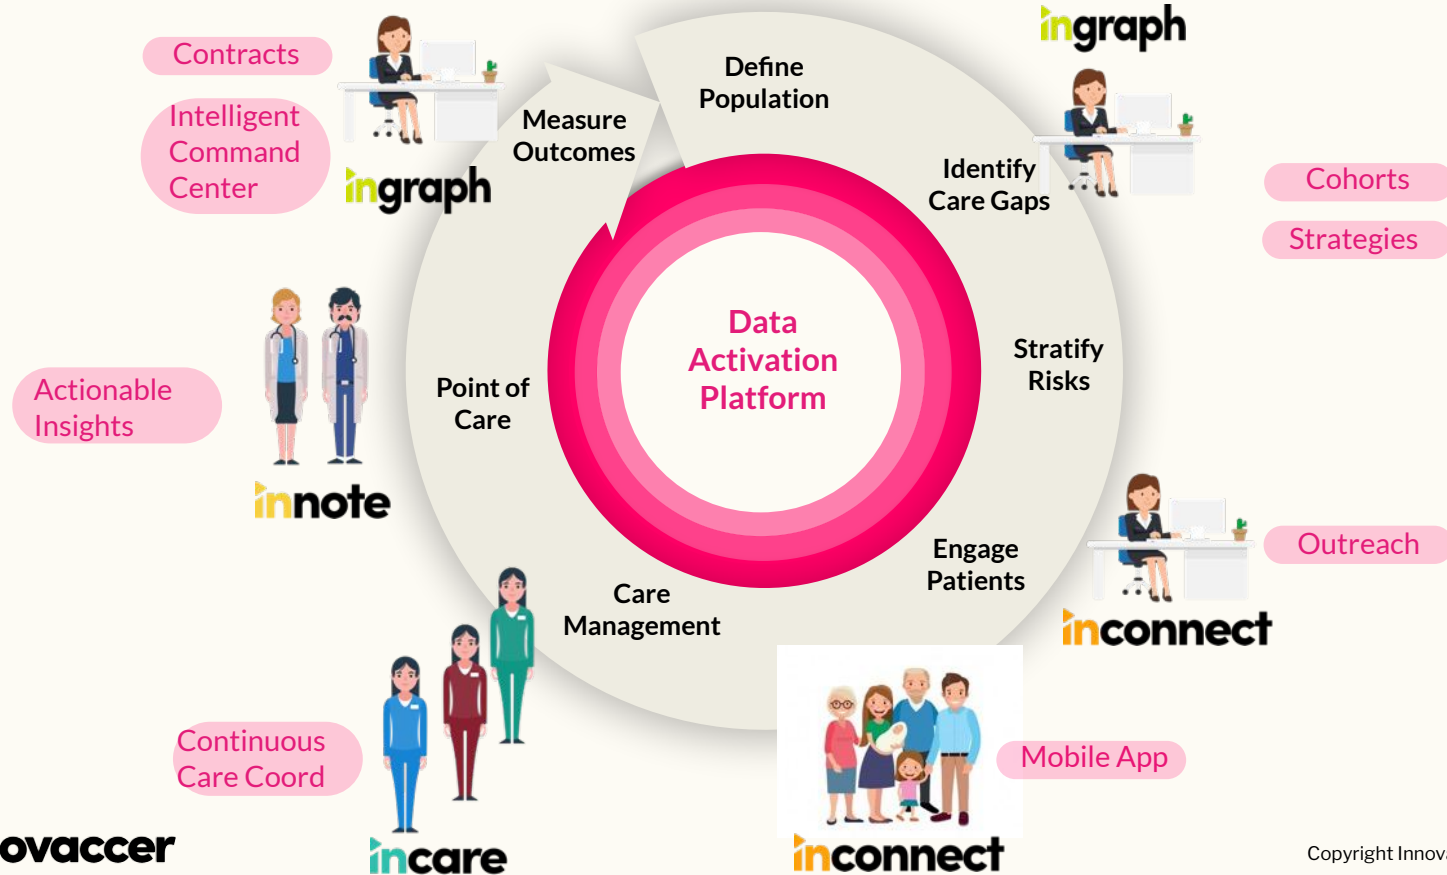 ingraph
Contracts
Intelligent
Command
Center
ingraph
Define
Population
Measure
Outcomes
Identify
Care Gaps
Cohorts
Strategies
Data
Activation
Platform
Stratify
Risks
Point of
Care
Actionable
Insights
innote
Engage
Patients
Outreach
inconnect
Care
Management
Continuous
Care Coord
Mobile App
ovaccer
incare
inconnect
Copyright Innova